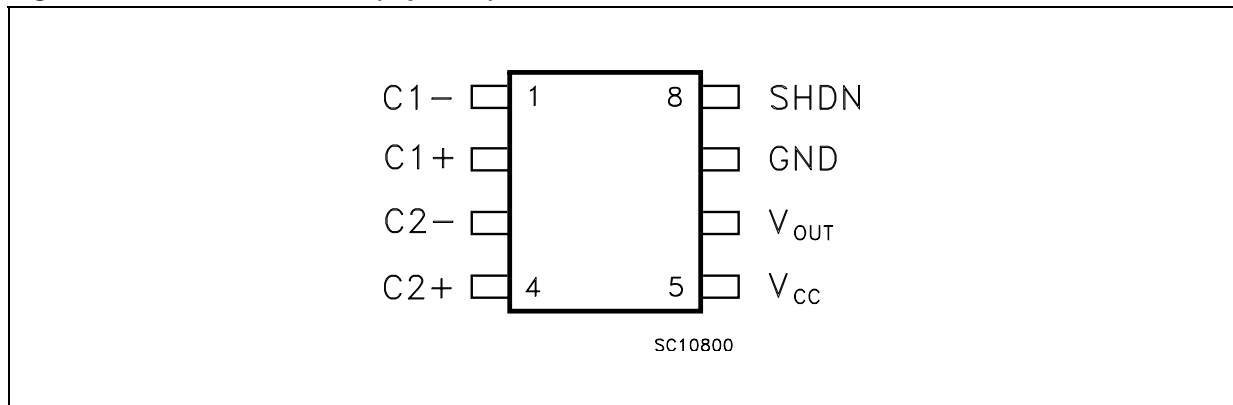 C1- 1 8 SHDN
C1+ GND
C2- VOUT
C2+ 4 5 VCC
SC10800